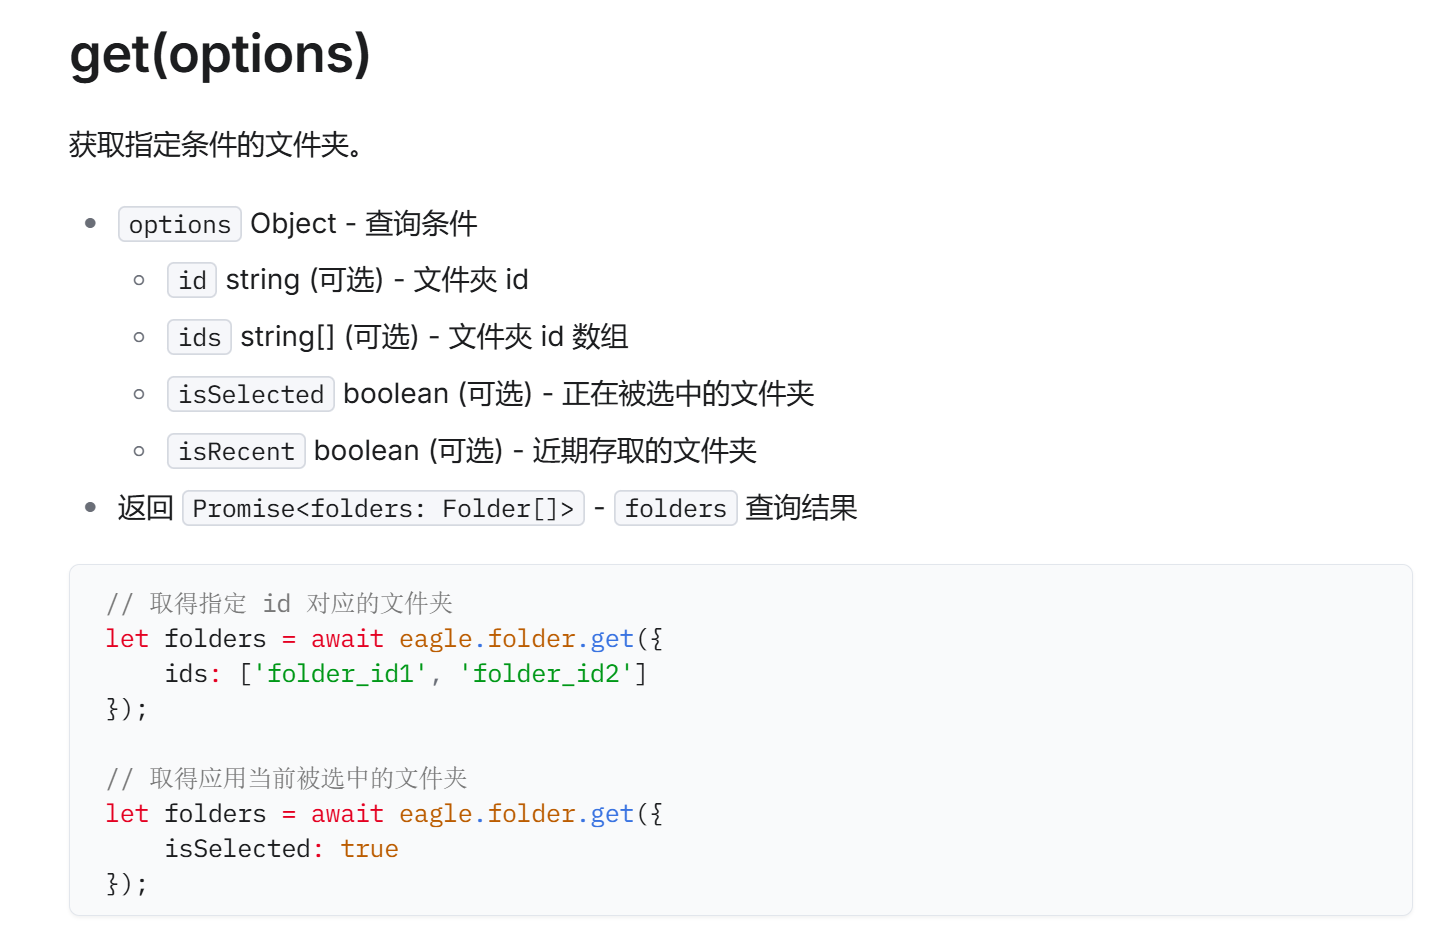 get(options)
获取指定条件的文件夹。
options Object - 查询条件
id string (可选) - 文件夾 id
ids string[] (可选) - 文件夾 id 数组
isSelected boolean (可选) - 正在被选中的文件夹
isRecent boolean (可选) - 近期存取的文件夹
返回 Promise<folders: Folder[]> - folders 查询结果
// 取得指定 id 对应的文件夹
let folders = await eagle.folder.get({
    ids: ['folder_id1', 'folder_id2']
});
// 取得应用当前被选中的文件夹
let folders = await eagle.folder.get({
    isSelected: true
});